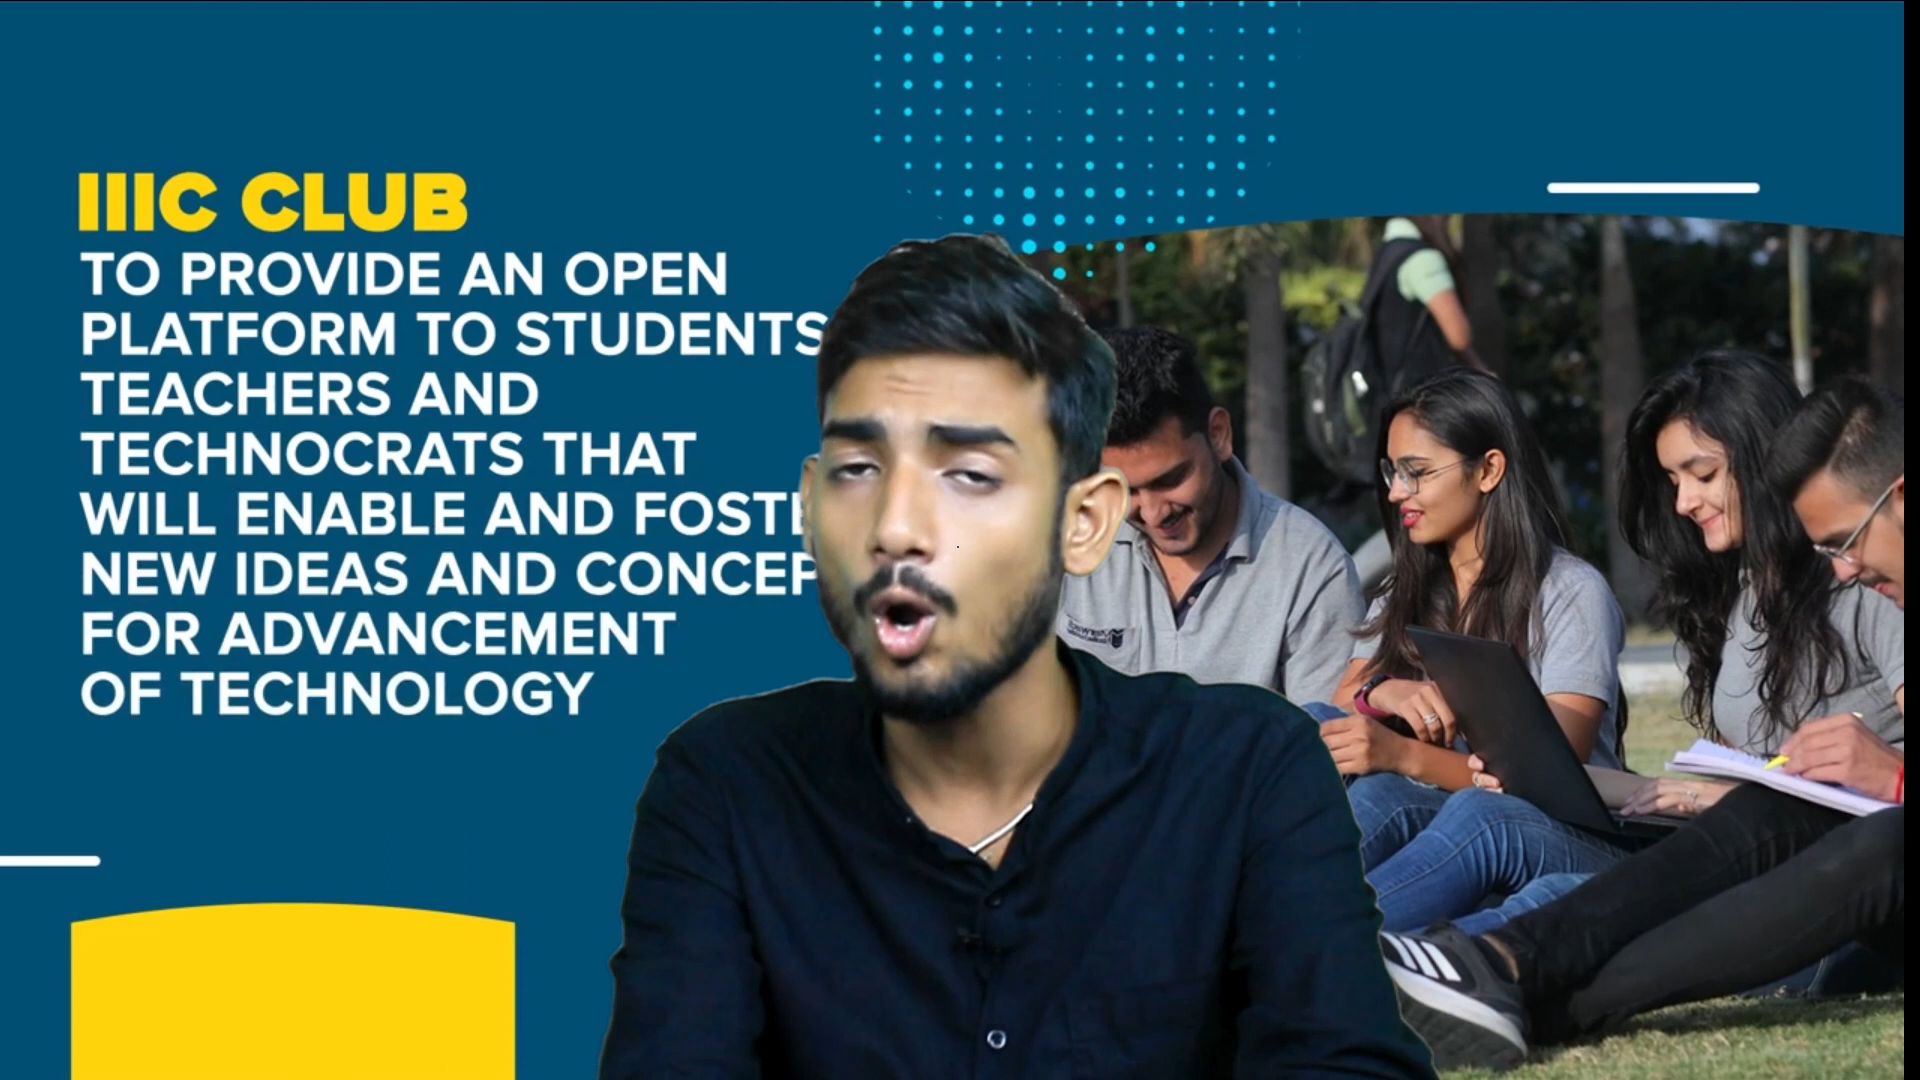 IIIC CLUB
TO PROVIDE AN OPEN
PLATFORM TO STUDENTS
TEACHERS AND
TECHNOCRATS THAT
WILL ENABLE AND
NEW IDEAS AND
FOR ADVANCEMENT
OF TECHNOLOGY